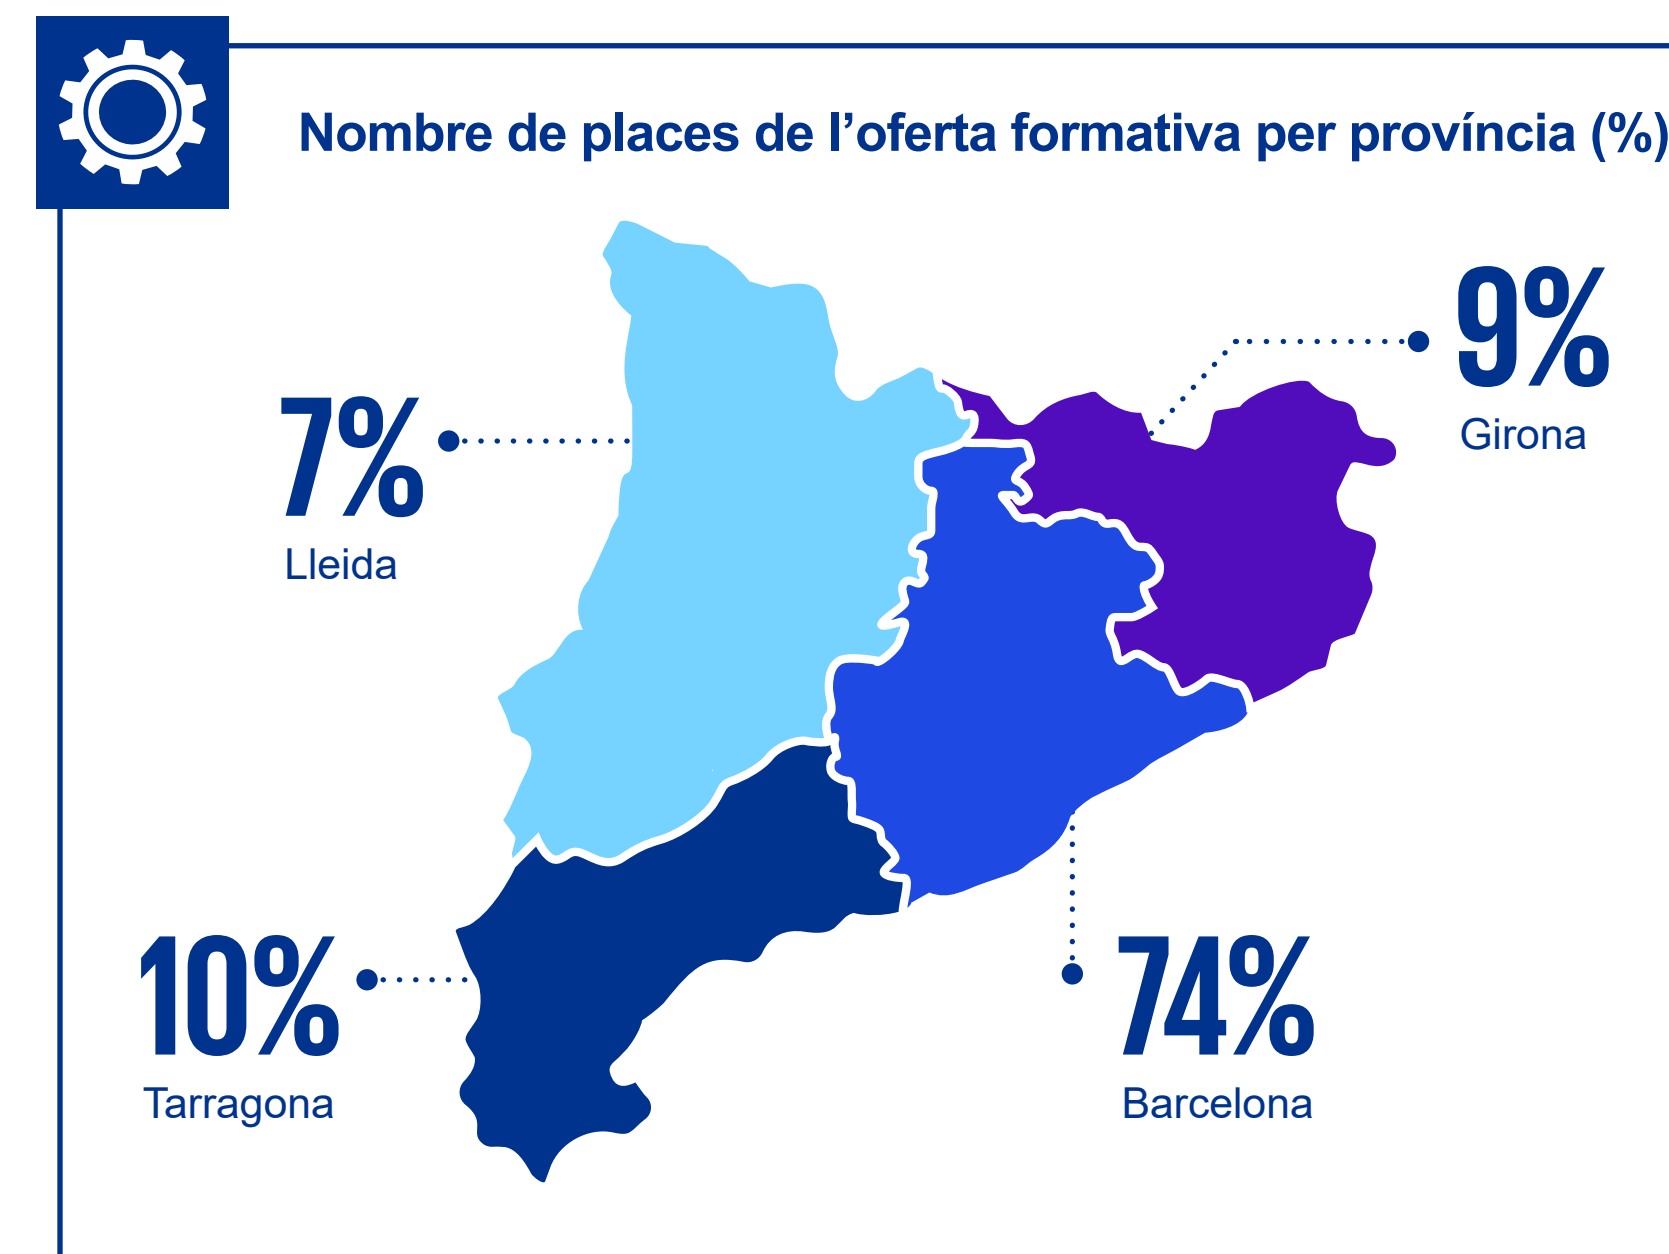 Nombre de places de l’oferta formativa per província (%)
9%
Girona
7%
Lleida
10%
Tarragona
74%
Barcelona